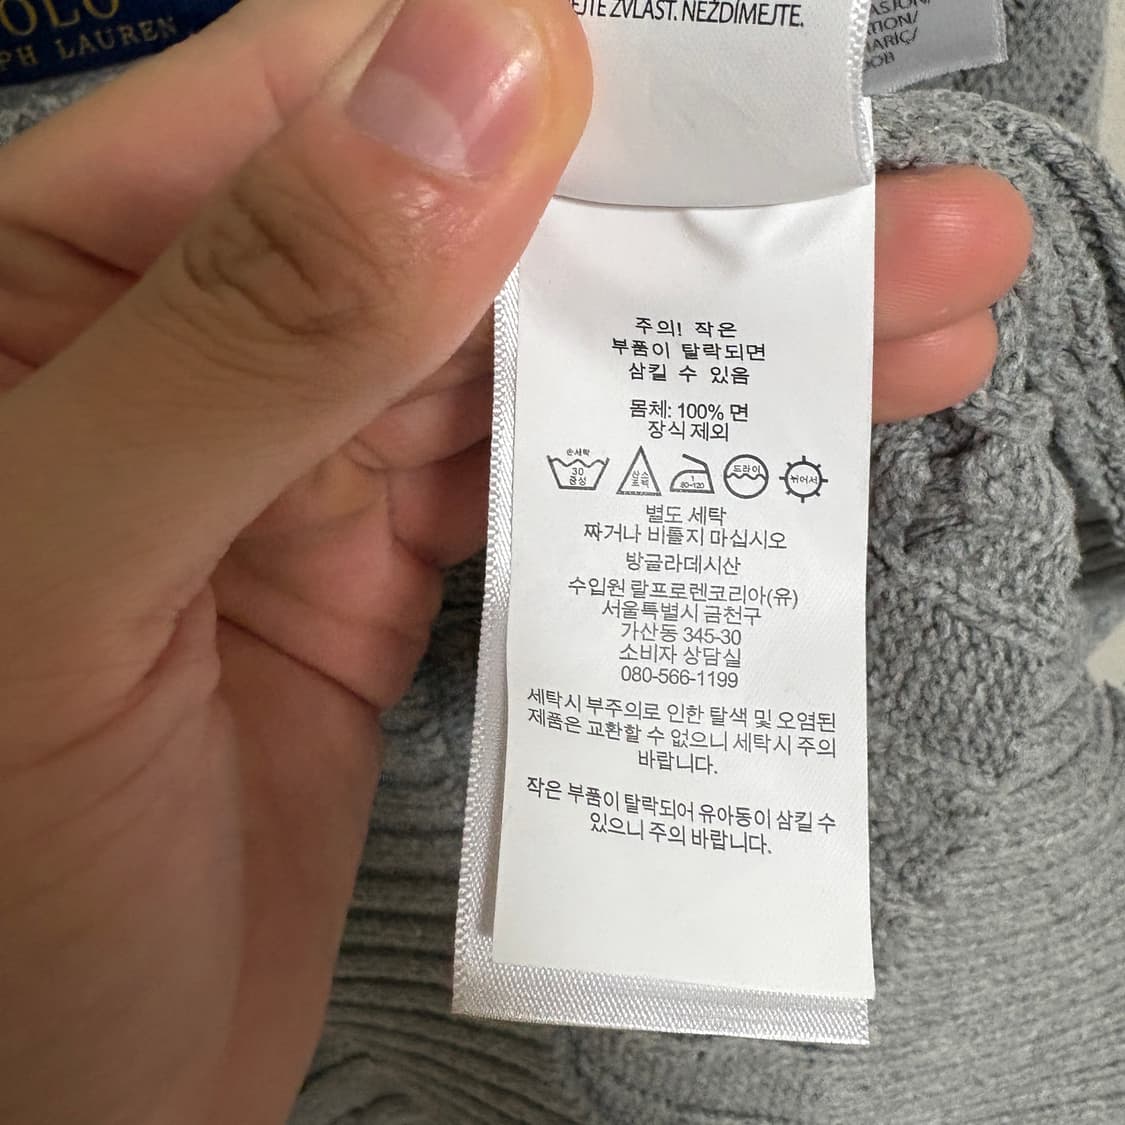 OLO
PH LAUREN
EJTE ZVLÁŠT. NEŽDÍMEJTE.
TION/
주의! 작은
부품이 탈락되면
삼킬 수 있음
몸체: 100% 면
장식 제외
손세탁
30
중성
산소
표백
1
80~120
드라이
뉘어서
별도 세탁
짜거나 비틀지 마십시오
방글라데시산
수입원 랄프로렌코리아(유)
서울특별시 금천구
가산동 345-30
소비자 상담실
080-566-1199
세탁시 부주의로 인한 탈색 및 오염된
제품은 교환할 수 없으니 세탁시 주의
바랍니다.
작은 부품이 탈락되어 유아동이 삼킬 수
있으니 주의 바랍니다.